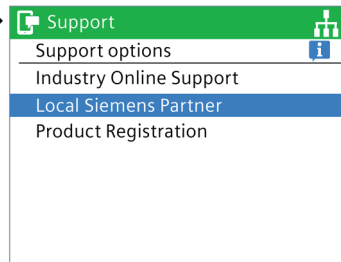 Support
Support options
Industry Online Support
Local Siemens Partner
Product Registration